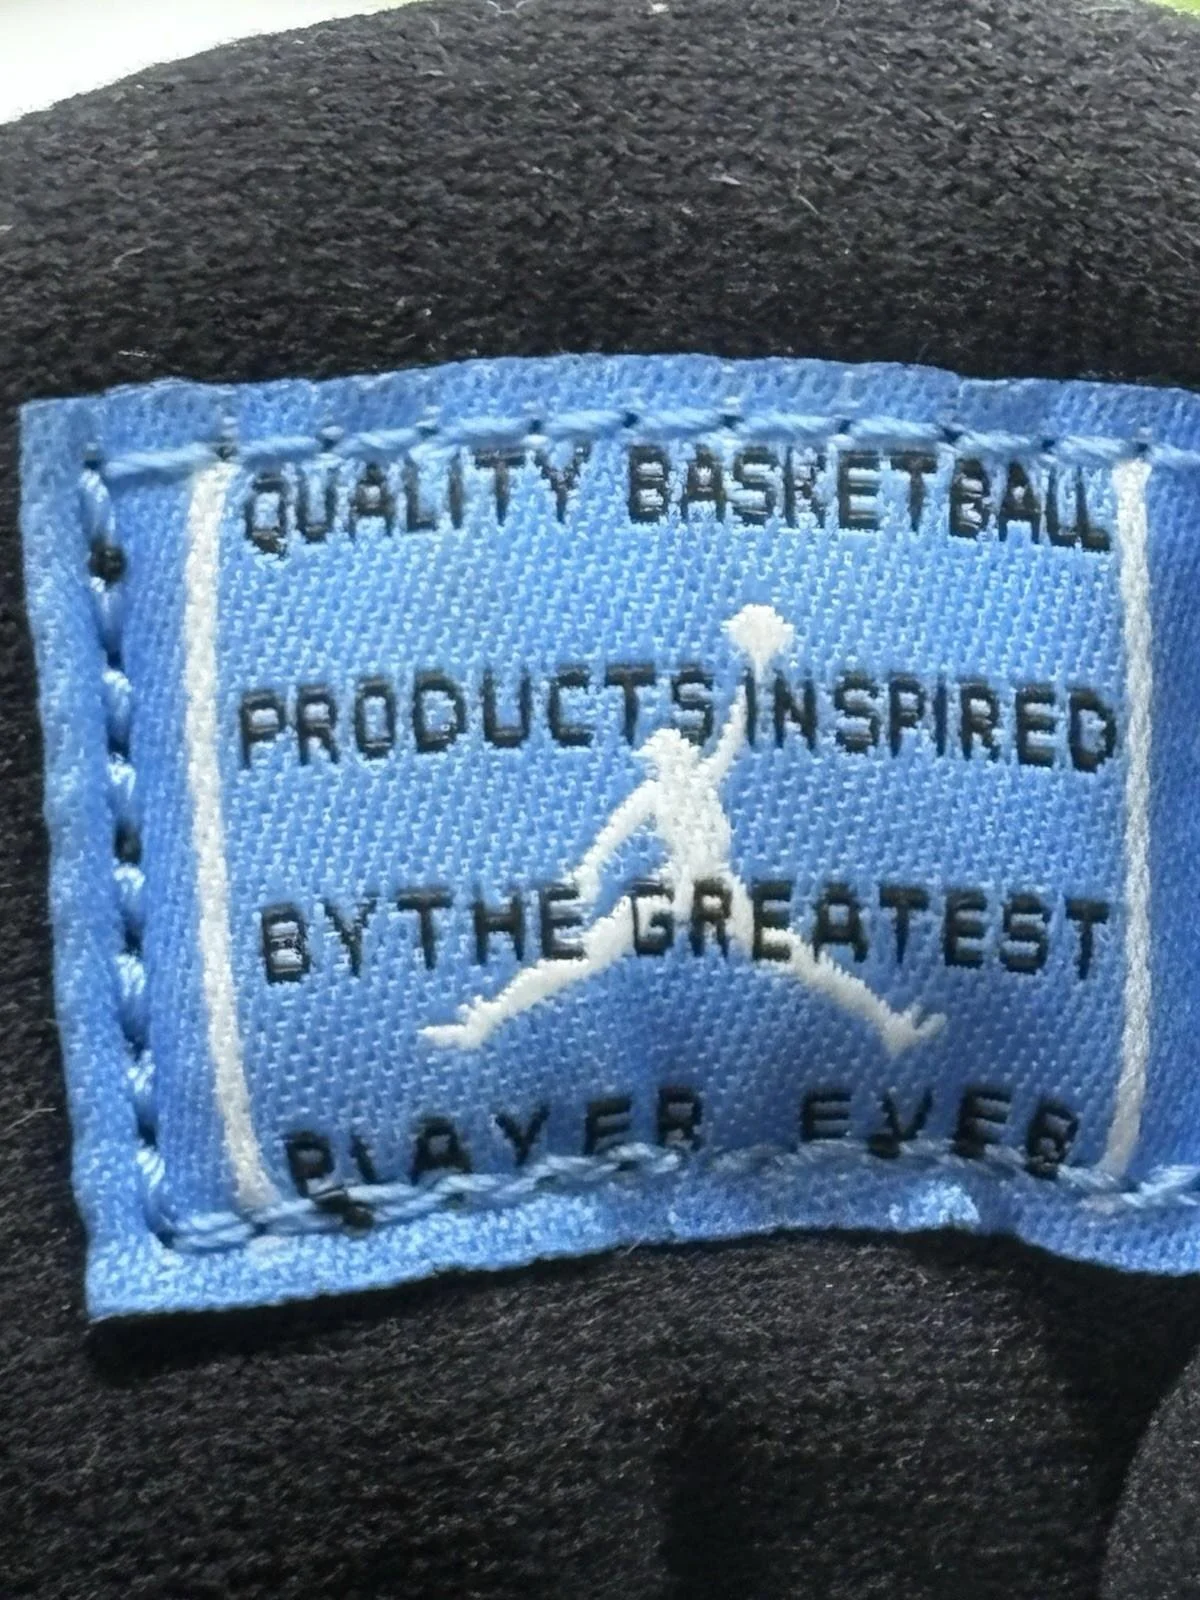 QUALITY BASKETBALL
PRODUCTS INSPIRED
BY THE GREATEST
PLAYER EVER